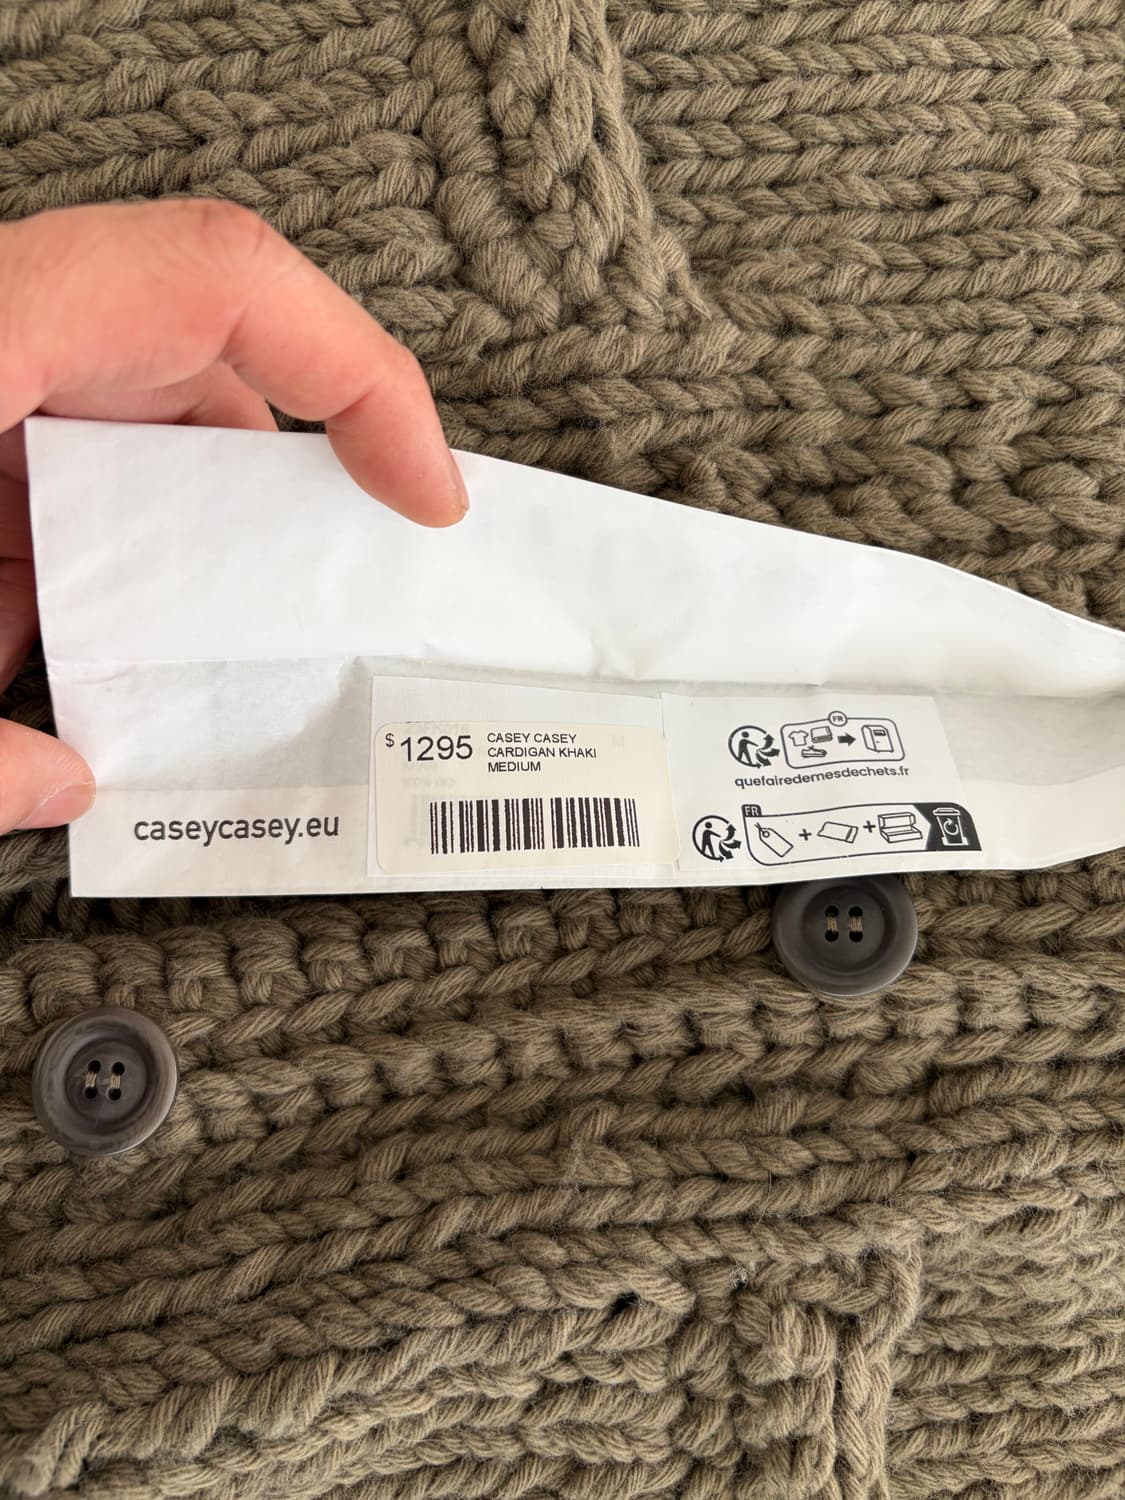 $1295
CASEY CASEY
CARDIGAN KHAKI
MEDIUM
caseycasey.eu
FR
quefairedemesdechets.fr
FR